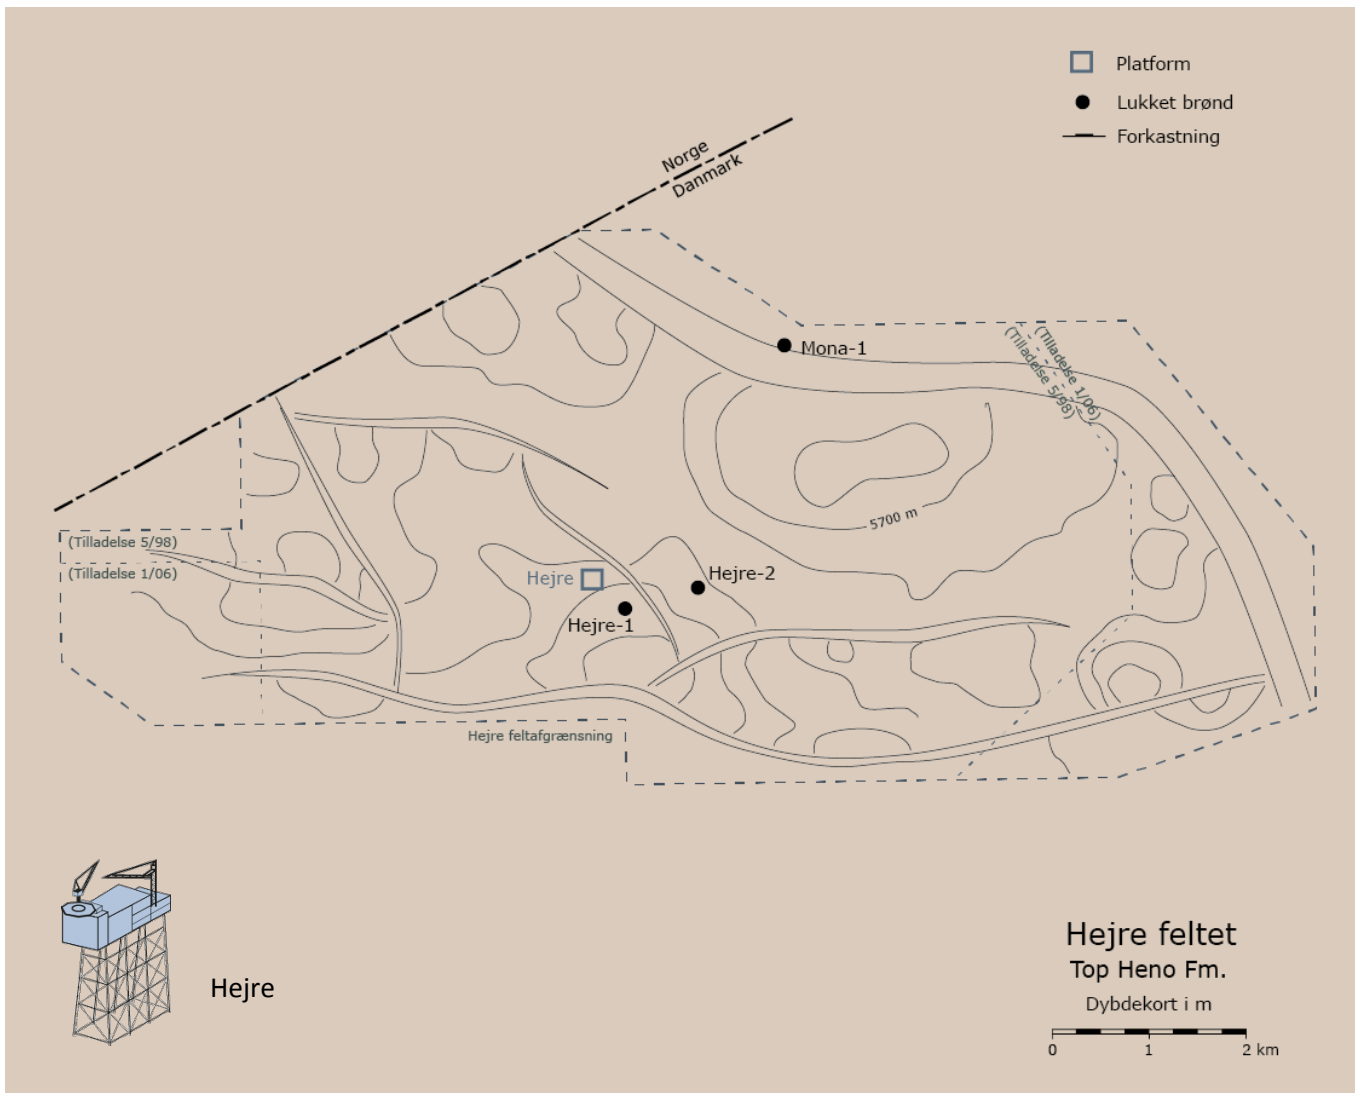 Platform
Lukket brønd
Forkastning
Norge
Danmark
Mona-1
(Tilladelse 1/06)
(Tilladelse 5/98)
5700 m
(Tilladelse 5/98)
(Tilladelse 1/06)
Hejre
Hejre-2
Hejre-1
Hejre feltafgrænsning
Hejre
Hejre feltet
Top Heno Fm.
Dybdekort i m
0 1 2 km